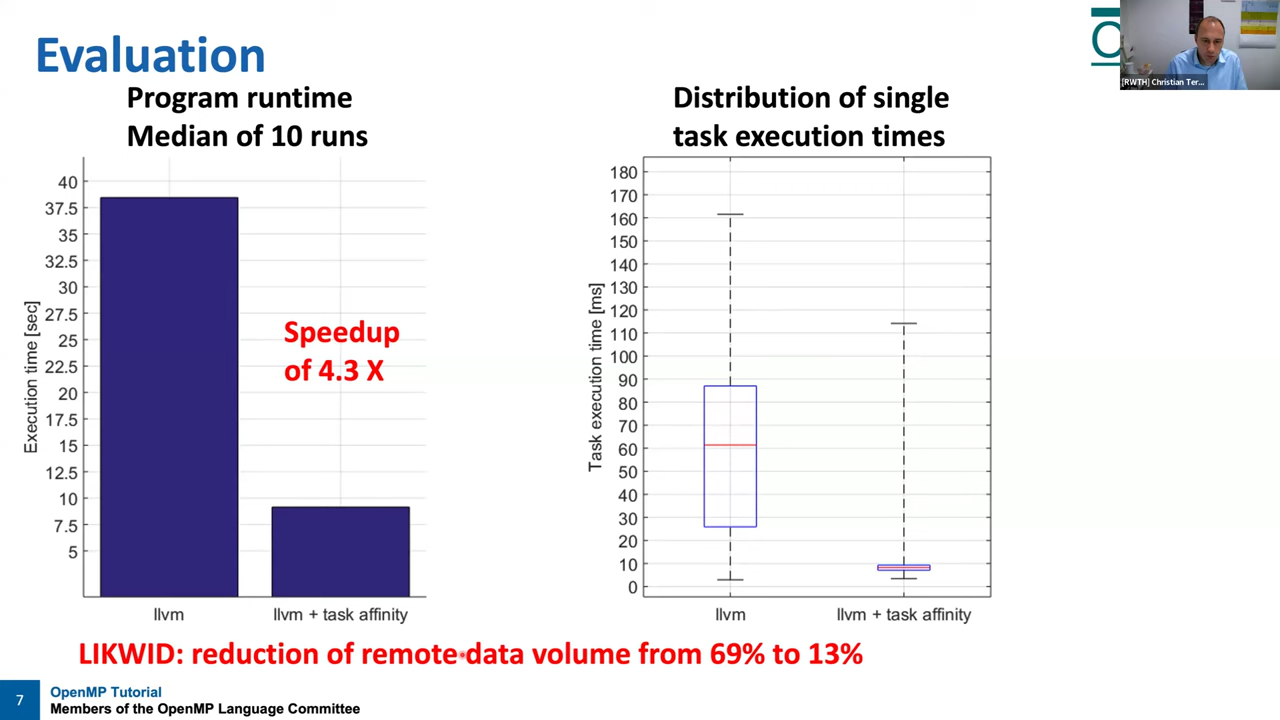 Evaluation
[RWTH] Christian Ter...
Program runtime
Median of 10 runs
Execution time [sec]
40
37.5
35
32.5
30
27.5
25
22.5
20
17.5
15
12.5
10
7.5
5
Speedup
of 4.3 X
llvm
llvm + task affinity
Distribution of single
task execution times
Task execution time [ms]
180
170
160
150
140
130
120
110
100
90
80
70
60
50
40
30
20
10
0
llvm
llvm + task affinity
LIKWID: reduction of remote data volume from 69% to 13%
7
OpenMP Tutorial
Members of the OpenMP Language Committee